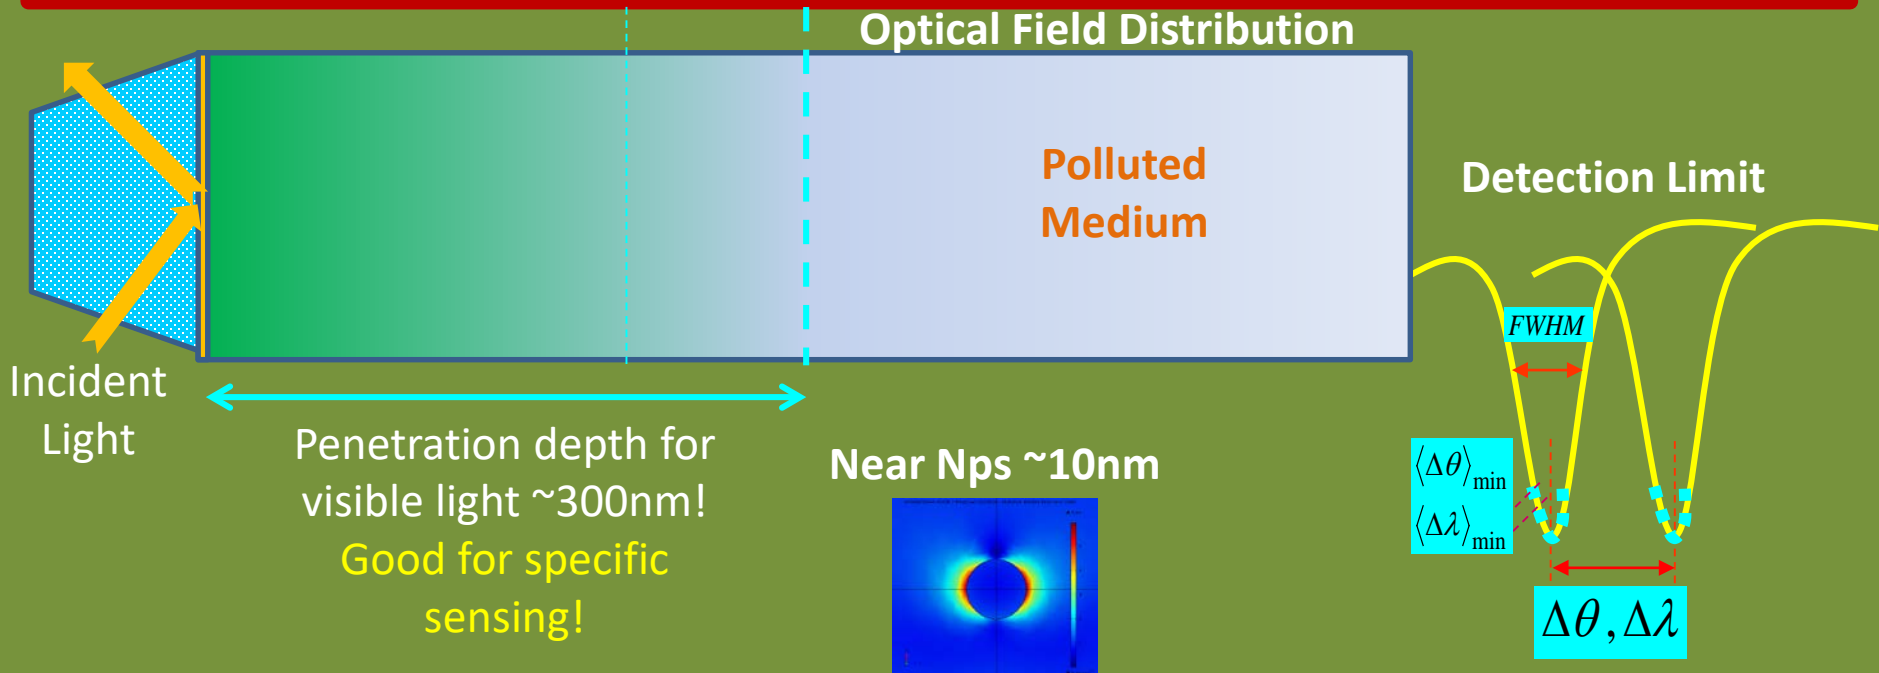 Optical Field Distribution
Polluted
Medium
Detection Limit
FWHM
Incident
Light
Penetration depth for
visible light ~300nm!
Good for specific
sensing!
Near Nps ~10nm
⟨Δθ⟩min
⟨Δλ⟩min
Δθ, Δλ